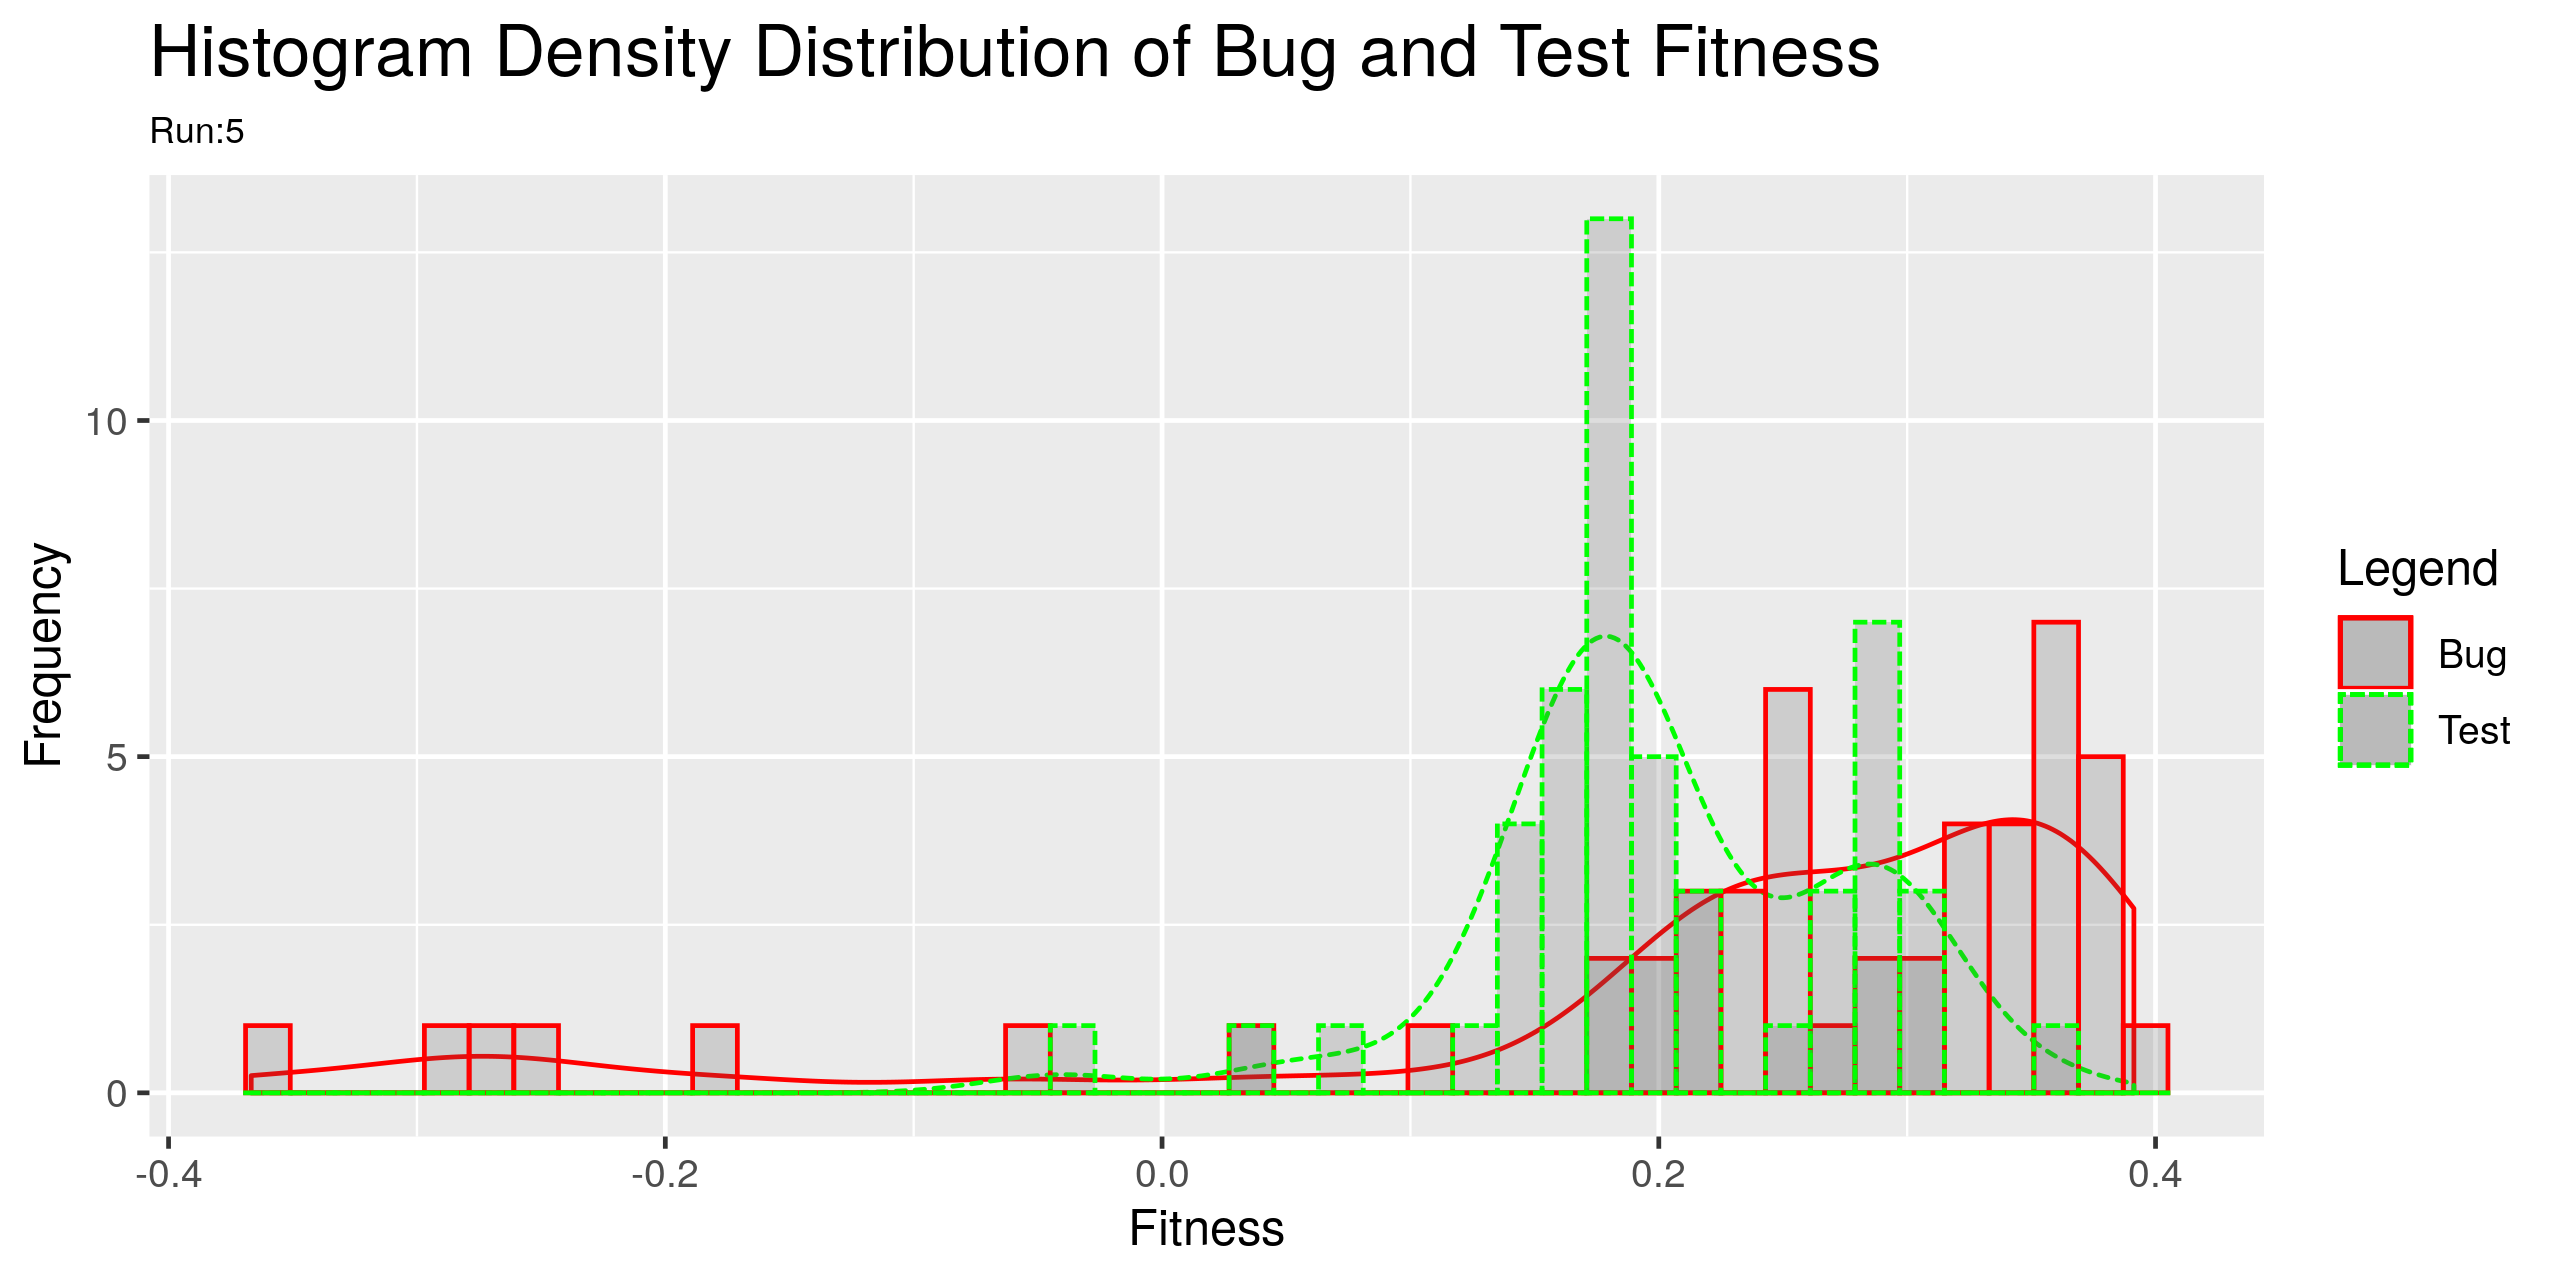 Histogram Density Distribution of Bug and Test Fitness
Run:5
Frequency
10
5
0
-0.4 -0.2 0.0 0.2 0.4
Fitness
Legend
Bug
Test